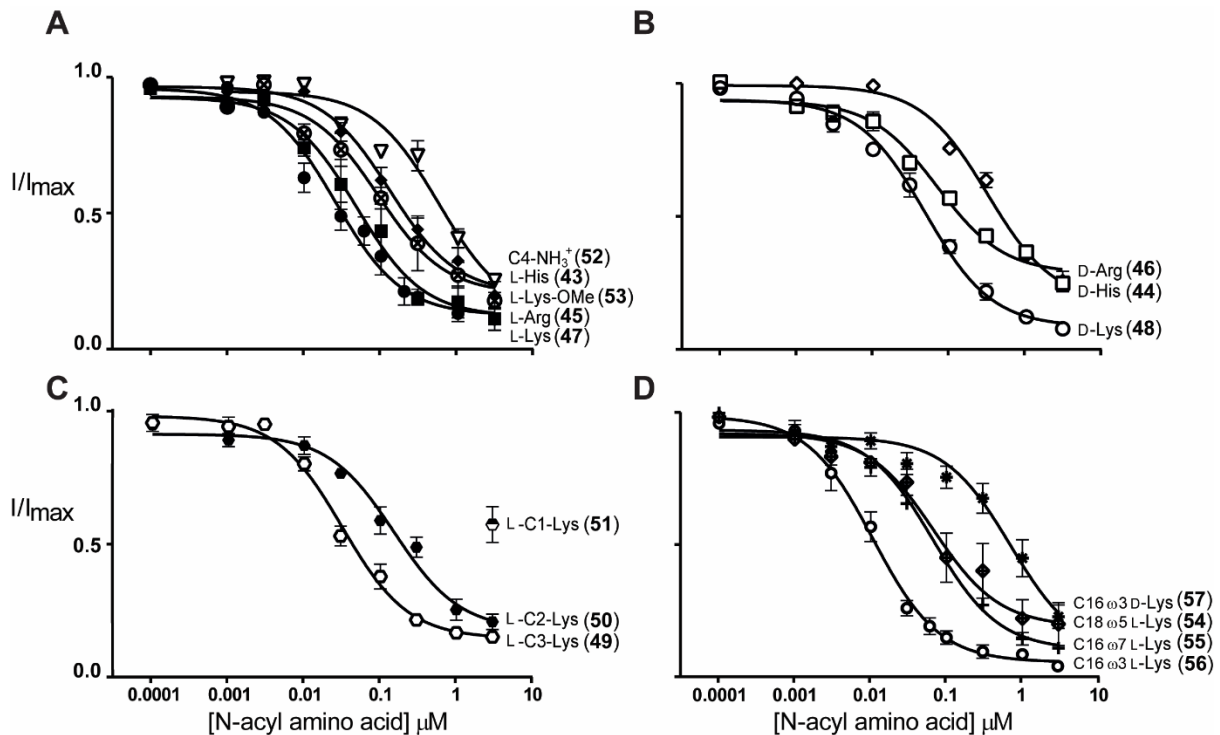 A
B
1.0
I/Imax
0.5
0.0
C4-NH3+ (52)
L-His (43)
L-Lys-OMe (53)
L-Arg (45)
L-Lys (47)
D-Arg (46)
D-His (44)
D-Lys (48)
C
D
1.0
I/Imax
0.5
0.0
L -C1-Lys (51)
L -C2-Lys (50)
L -C3-Lys (49)
C16 ω3 D-Lys (57)
C18 ω5 L-Lys (54)
C16 ω7 L-Lys (55)
C16 ω3 L-Lys (56)
0.0001 0.001 0.01 0.1 1 10
0.0001 0.001 0.01 0.1 1 10
[N-acyl amino acid] μM
[N-acyl amino acid] μM